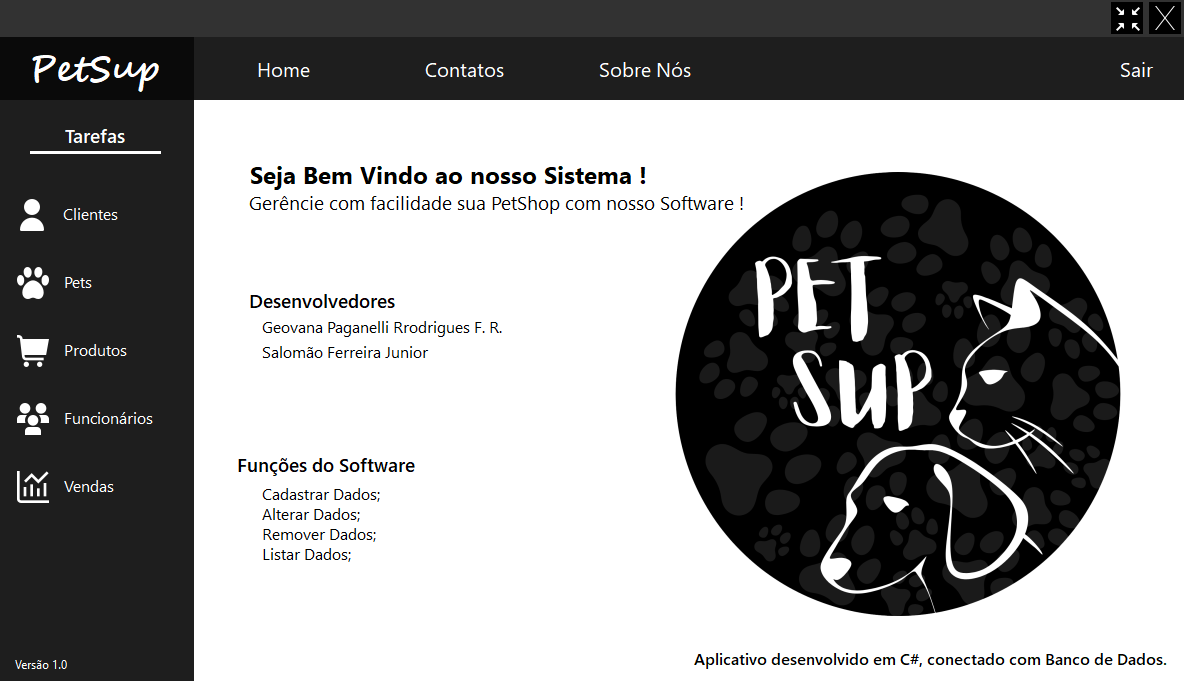 PetSup
Home
Contatos
Sobre Nós
Sair
Tarefas
Clientes
Pets
Produtos
Funcionários
Vendas
Versão 1.0
Seja Bem Vindo ao nosso Sistema !
Gerêncie com facilidade sua PetShop com nosso Software !
Desenvolvedores
Geovana Paganelli Rrodrigues F. R.
Salomão Ferreira Junior
Funções do Software
Cadastrar Dados;
Alterar Dados;
Remover Dados;
Listar Dados;
PET
SUP
Aplicativo desenvolvido em C#, conectado com Banco de Dados.